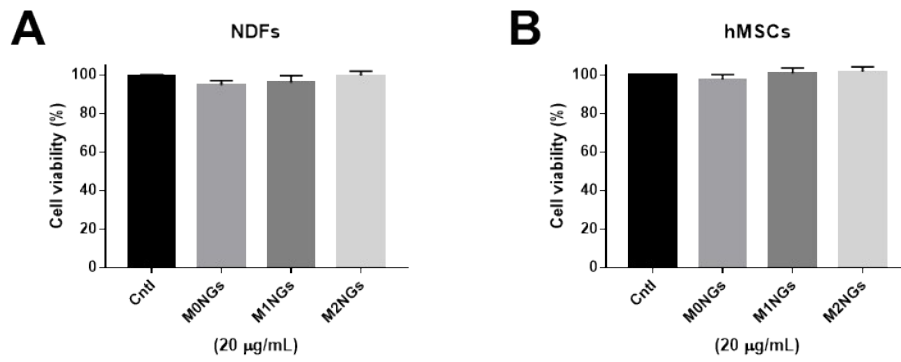 A
NDFs
Cell viability (%)
100
80
60
40
20
0
Cntl
M0NGs
M1NGs
M2NGs
(20 µg/mL)
B
hMSCs
Cell viability (%)
100
80
60
40
20
0
Cntl
M0NGs
M1NGs
M2NGs
(20 µg/mL)